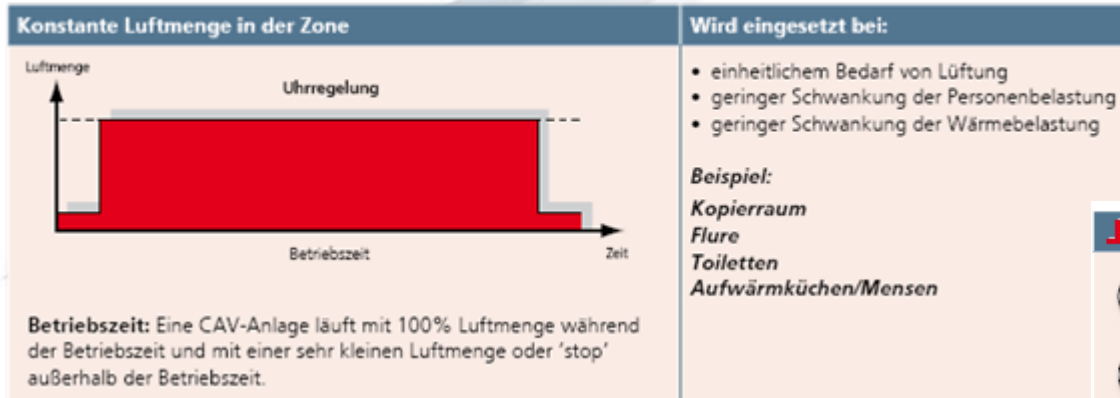 Konstante Luftmenge in der Zone
Luftmenge
Uhrregelung
Betriebszeit
Zeit
Betriebszeit: Eine CAV-Anlage läuft mit 100% Luftmenge während
der Betriebszeit und mit einer sehr kleinen Luftmenge oder 'stop'
außerhalb der Betriebszeit.
Wird eingesetzt bei:
• einheitlichem Bedarf von Lüftung
• geringer Schwankung der Personenbelastung
• geringer Schwankung der Wärmebelastung
Beispiel:
Kopierraum
Flure
Toiletten
Aufwärmküchen/Mensen